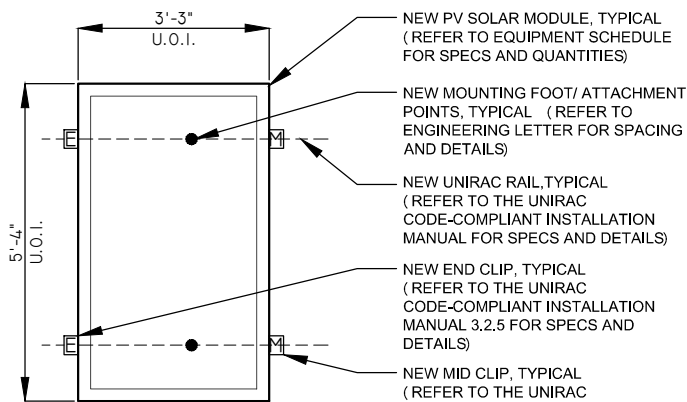 3'-3"
U.O.I.
5'-4"
U.O.I.
E
M
E
M
NEW PV SOLAR MODULE, TYPICAL
( REFER TO EQUIPMENT SCHEDULE
FOR SPECS AND QUANTITIES)
NEW MOUNTING FOOT/ ATTACHMENT
POINTS, TYPICAL ( REFER TO
ENGINEERING LETTER FOR SPACING
AND DETAILS)
NEW UNIRAC RAIL,TYPICAL
( REFER TO THE UNIRAC
CODE-COMPLIANT INSTALLATION
MANUAL FOR SPECS AND DETAILS)
NEW END CLIP, TYPICAL
( REFER TO THE UNIRAC
CODE-COMPLIANT INSTALLATION
MANUAL 3.2.5 FOR SPECS AND
DETAILS)
NEW MID CLIP, TYPICAL
( REFER TO THE UNIRAC